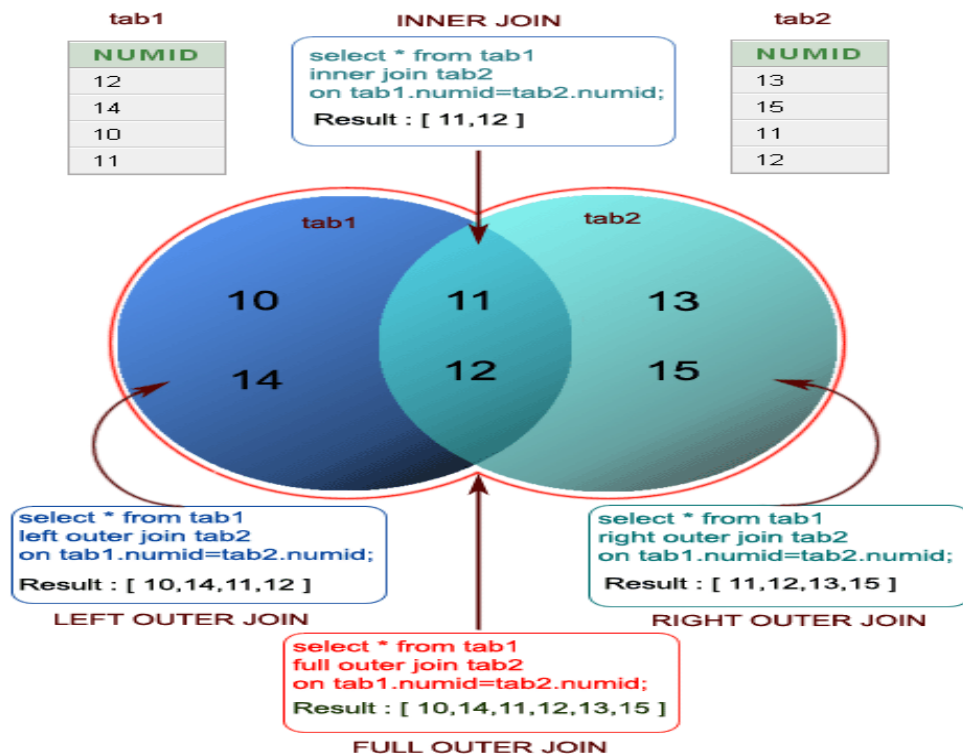 tab1
INNER JOIN
tab2
NUMID
12
14
10
11
select * from tab1
inner join tab2
on tab1.numid=tab2.numid;
Result : [ 11,12 ]
NUMID
13
15
11
12
tab1
tab2
10
11
13
14
12
15
select * from tab1
left outer join tab2
on tab1.numid=tab2.numid;
Result : [ 10,14,11,12 ]
LEFT OUTER JOIN
select * from tab1
right outer join tab2
on tab1.numid=tab2.numid;
Result : [ 11,12,13,15 ]
RIGHT OUTER JOIN
select * from tab1
full outer join tab2
on tab1.numid=tab2.numid;
Result : [ 10,14,11,12,13,15 ]
FULL OUTER JOIN